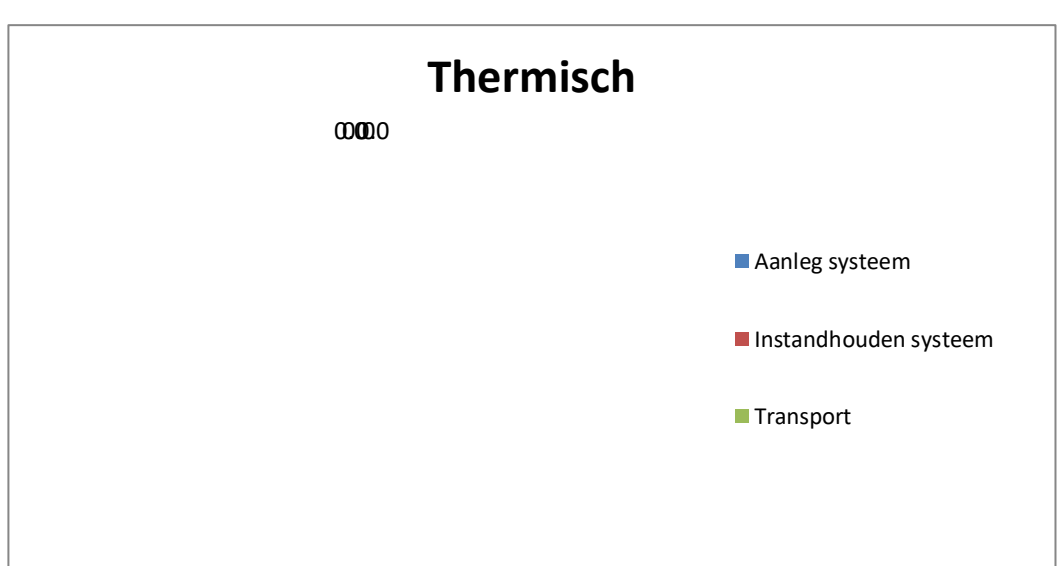 Thermisch
Aanleg systeem
Instandhouden systeem
Transport